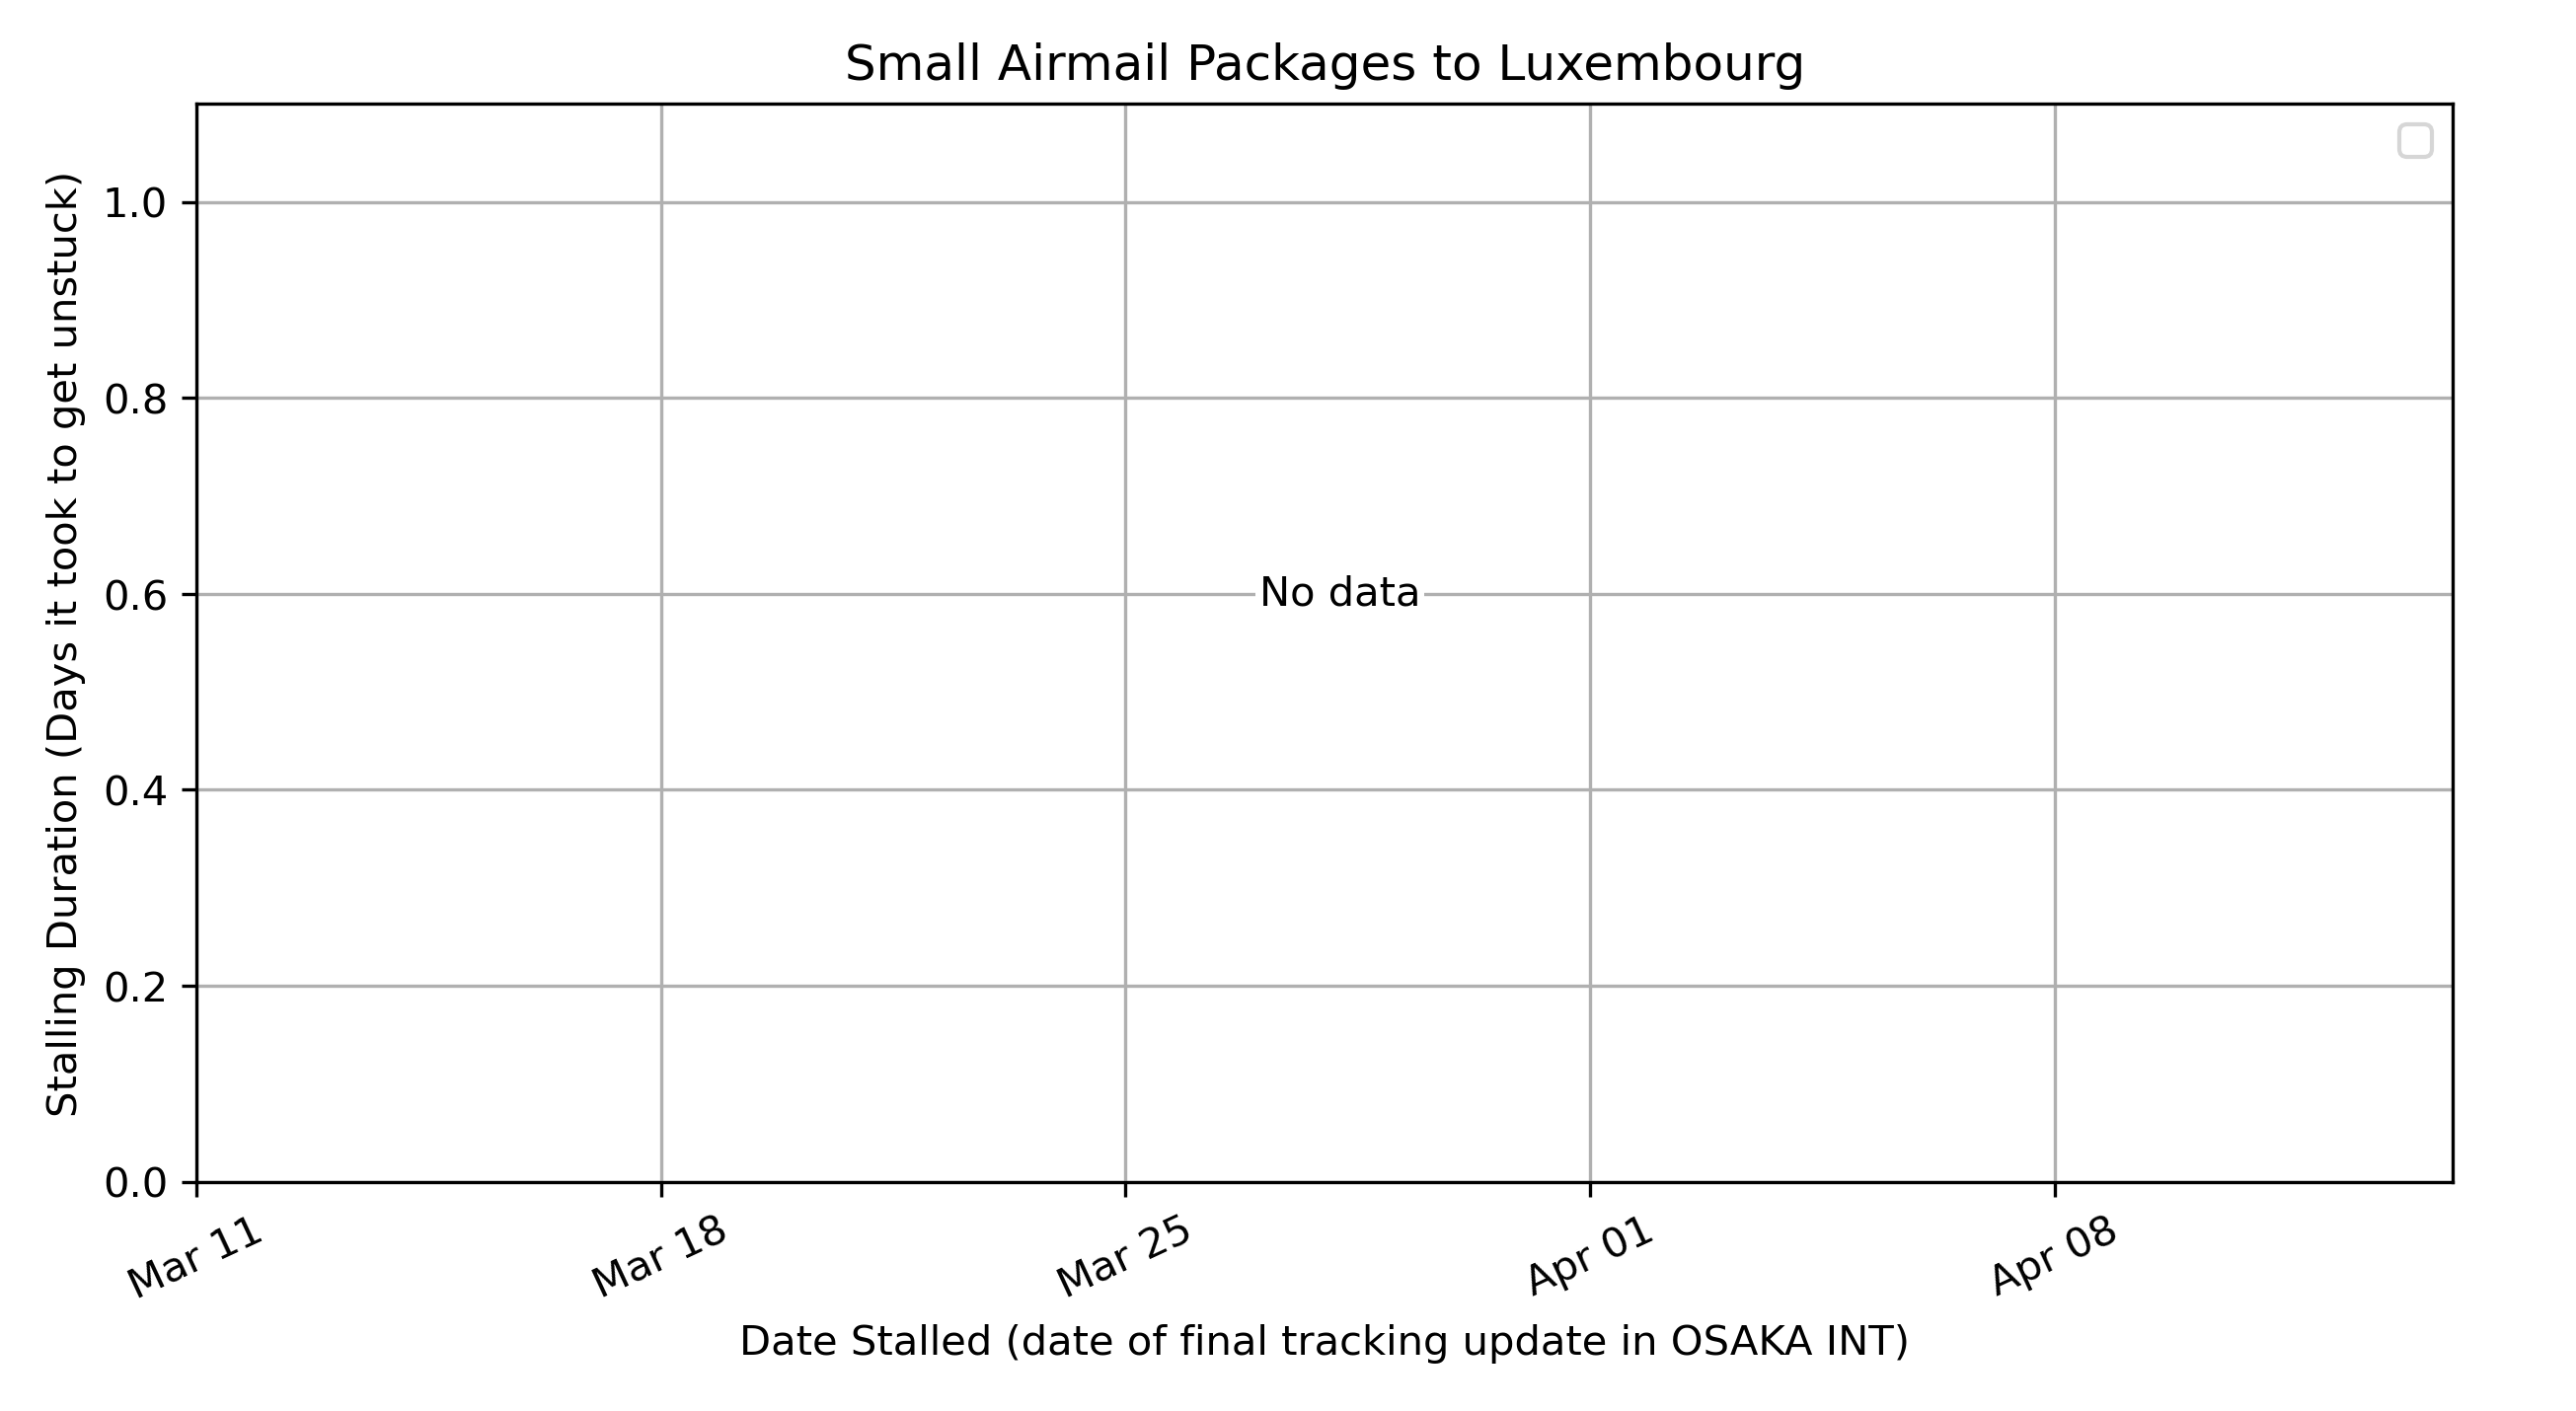 Small Airmail Packages to Luxembourg
Stalling Duration (Days it took to get unstuck)
1.0
0.8
0.6
0.4
0.2
0.0
No data
Mar 11
Mar 18
Mar 25
Apr 01
Apr 08
Date Stalled (date of final tracking update in OSAKA INT)